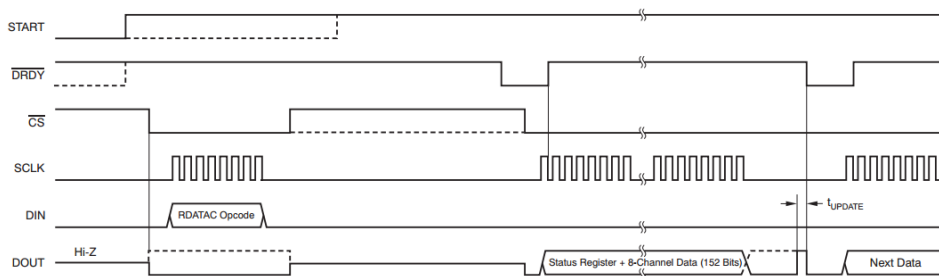 START
DRDY
CS
SCLK
DIN
RDATAC Opcode
tUPDATE
Hi-Z
DOUT
Status Register + 8-Channel Data (152 Bits)
Next Data